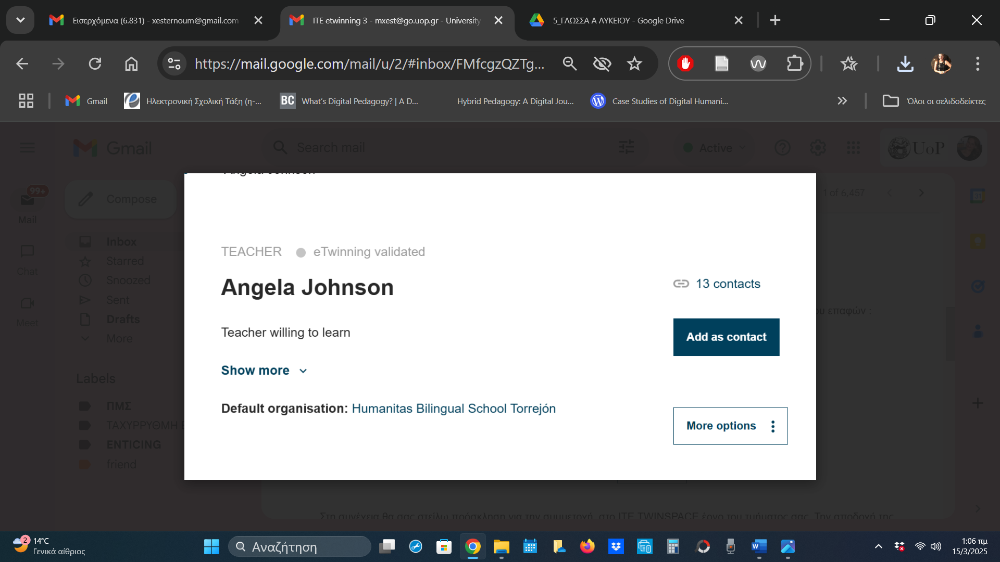 Εισερχόμενα (6.831) - xesternoum@gmail.com
ITE etwinning 3 - mxest@go.uop.gr - University
5_ΓΛΩΣΣΑ Α ΛΥΚΕΙΟΥ - Google Drive
https://mail.google.com/mail/u/2/#inbox/FMfcgzQZTg...
Gmail
Ηλεκτρονική Σχολική Τάξη (η-...
BC What's Digital Pedagogy? | A D...
Hybrid Pedagogy: A Digital Jou...
Case Studies of Digital Humani...
Όλοι οι σελιδοδείκτες
Gmail
Search mail
Active
UoP
99+
Mail
Chat
Meet
Compose
Inbox
Starred
Snoozed
Sent
Drafts
More
Labels
ΠΜΣ
ΤΑΧΥΡΡΥΘΜΗ
ENTICING
friend
1 of 6,457
31
Angela Johnson
TEACHER eTwinning validated
Angela Johnson
13 contacts
Teacher willing to learn
Add as contact
Show more
Default organisation: Humanitas Bilingual School Torrejón
More options
επαφών :
Στη συνέχεια θα σας στείλω πρόσκληση για την συμμετοχή στο ITE TWINSPACE έργο του τμήματος σας. Την αποδοχή της
2
14°C
Γενικά αίθριος
Αναζήτηση
1:06 πμ
15/3/2025